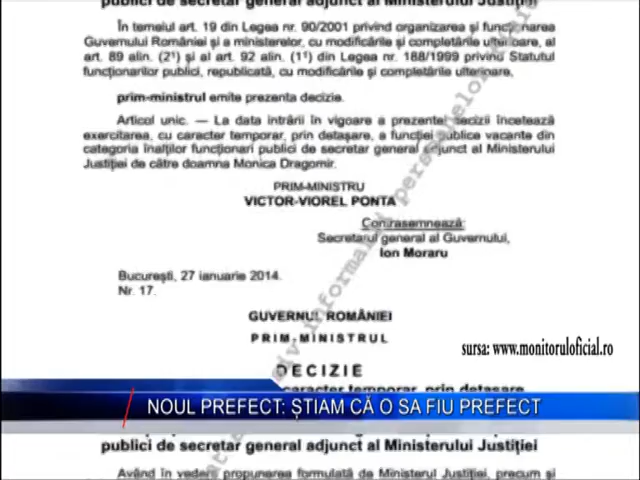 publici de secretar general adjunct al Ministerului Justiției
În temeiul art. 19 din Legea nr. 90/2001 privind organizarea și funcționarea
Guvernului României și a ministerelor, cu modificările și completările ulterioare, al
art. 89 alin. (2¹) și al art. 92 alin. (1¹) din Legea nr. 188/1999 privind Statutul
funcționarilor publici, republicată, cu modificările și completările ulterioare,
prim-ministrul emite prezenta decizie.
Articol unic. — La data intrării în vigoare a prezentei decizii încetează
exercitarea, cu caracter temporar, prin detașare, a funcției publice vacante din
categoria înalților funcționari publici de secretar general adjunct al Ministerului
Justiției de către doamna Monica Dragomir.
PRIM-MINISTRU
VICTOR-VIOREL PONTA
Contrasemnează:
Secretarul general al Guvernului,
Ion Moraru
București, 27 ianuarie 2014.
Nr. 17.
GUVERNUL ROMÂNIEI
PRIM-MINISTRUL
sursa: www.monitoruloficial.ro
DECIZIE
caracter temporar, prin detașare
NOUL PREFECT: ȘTIAM CĂ O SA FIU PREFECT
publici de secretar general adjunct al Ministerului Justiției
Având în vedere propunerea formulată de Ministerul Justiției, precum și